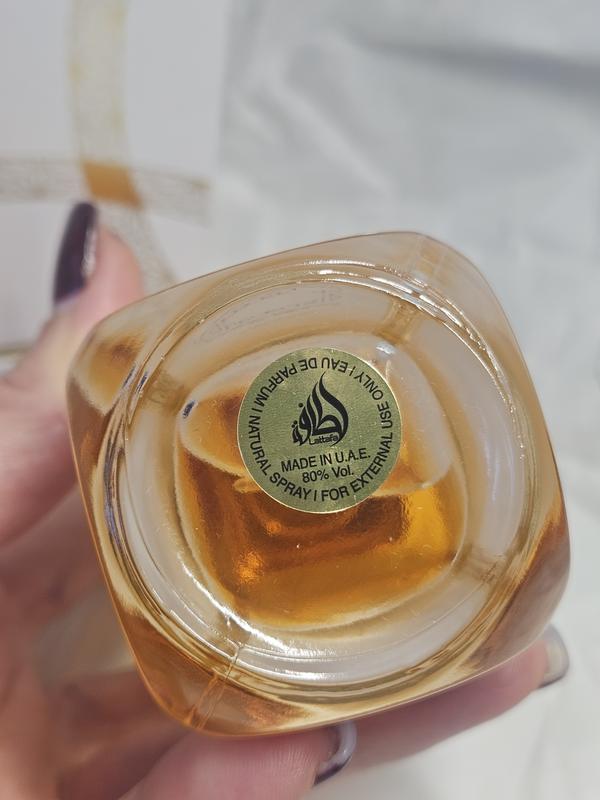 لطافة
Lattafa
MADE IN U.A.E.
80% Vol.
EAU DE PARFUM | NATURAL SPRAY | FOR EXTERNAL USE ONLY |